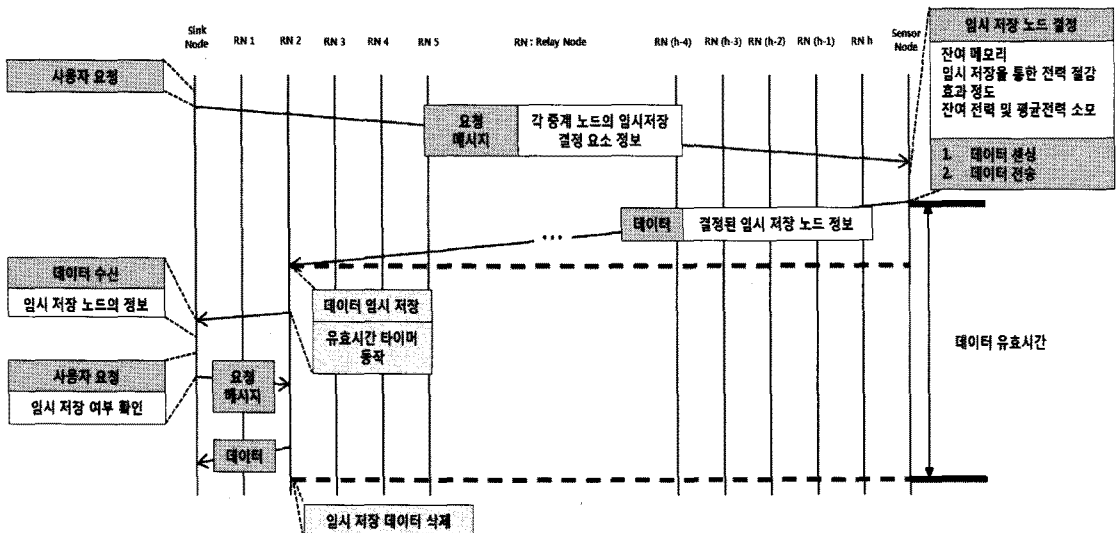 Sink
Node
RN 1
RN 2
RN 3
RN 4
RN 5
RN : Relay Node
RN (h-4)
RN (h-3)
RN (h-2)
RN (h-1)
RN h
Sensor
Node
임시 저장 노드 결정
잔여 메모리
임시 저장을 통한 전력 절감
효과 정도
잔여 전력 및 평균전력 소모
1. 데이터 센싱
2. 데이터 전송
사용자 요청
요청
메시지
각 중계 노드의 임시저장
결정 요소 정보
데이터
결정된 임시 저장 노드 정보
...
데이터 수신
임시 저장 노드의 정보
데이터 임시 저장
유효시간 타이머
동작
데이터 유효시간
사용자 요청
임시 저장 여부 확인
요청
메시지
데이터
임시 저장 데이터 삭제